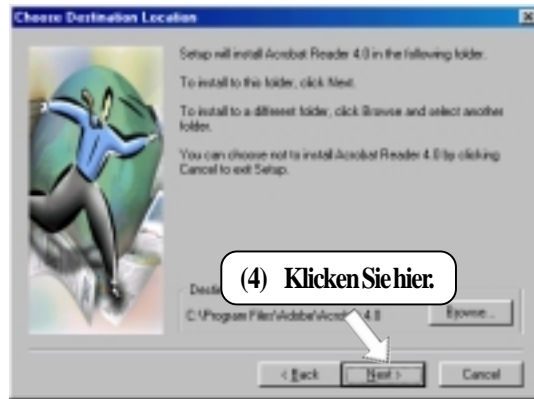 Choose Destination Location
Setup will install Acrobat Reader 4.0 in the following folder.
To install to this folder, click Next.
To install to a different folder, click Browse and select another
folder.
You can choose not to install Acrobat Reader 4.0 by clicking
Cancel to exit Setup.
(4) Klicken Sie hier.
C:\Program Files\Adobe\ 4.0
Browse...
< Back
Next >
Cancel